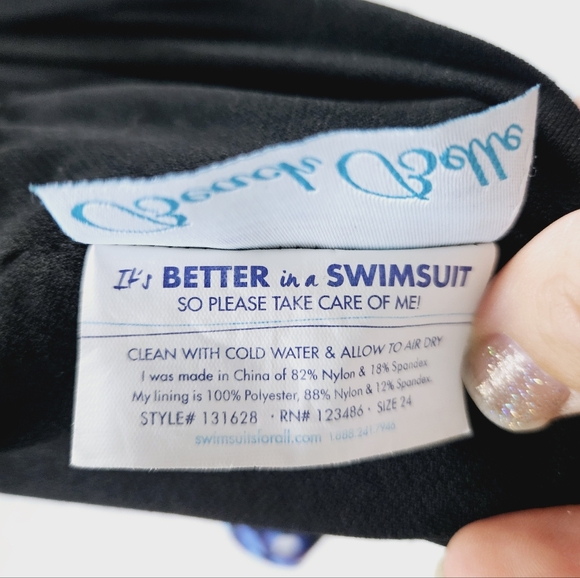 Beach Belle
It's BETTER in a SWIMSUIT
SO PLEASE TAKE CARE OF ME!
CLEAN WITH COLD WATER & ALLOW TO AIR DRY
I was made in China of 82% Nylon & 18% Spandex.
My lining is 100% Polyester, 88% Nylon & 12% Spandex.
STYLE# 131628 · RN# 123486 · SIZE 24
swimsuitsforall.com